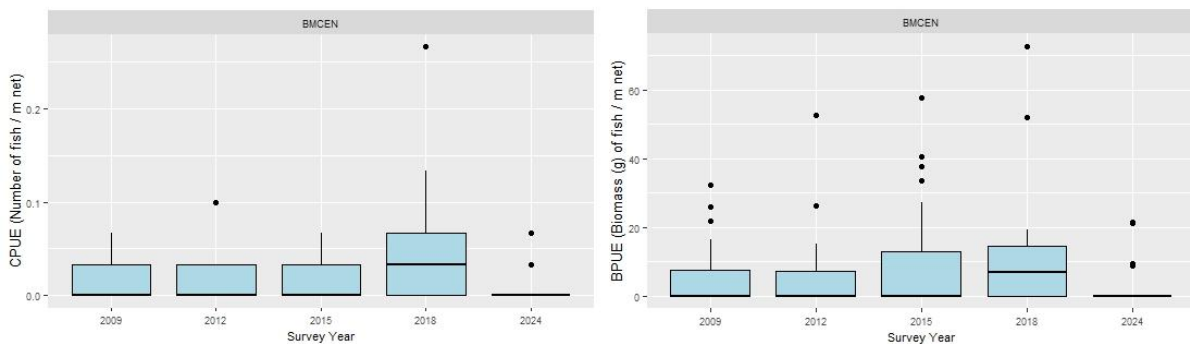 BMCEN
CPUE (Number of fish / m net)
0.2
0.1
0.0
2009 2012 2015 2018 2024
Survey Year
BMCEN
BPUE (Biomass (g) of fish / m net)
60
40
20
0
2009 2012 2015 2018 2024
Survey Year